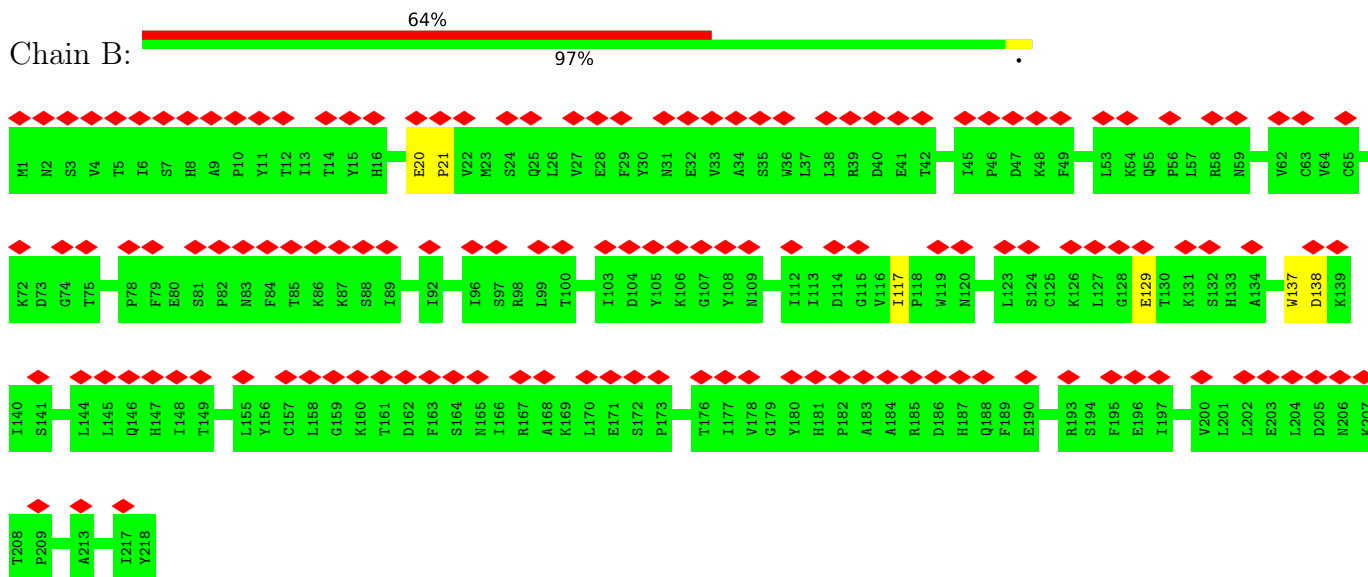 64%
Chain B:
97%
M1 N2 S3 V4 T5 I6 S7 H8 A9 P10 Y11 T12 I13 T14 Y15 H16 E20 P21 V22 M23 S24 Q25 L26 V27 E28 F29 Y30 N31 E32 V33 A34 S35 W36 L37 L38 R39 D40 E41 T42 I45 P46 D47 K48 F49 L53 K54 Q55 P56 L57 R58 N59 V62 C63 V64 C65
K72 D73 G74 T75 P78 F79 E80 S81 P82 N83 F84 T85 K86 K87 S88 I89 I92 I96 S97 R98 L99 T100 I103 D104 Y105 K106 G107 Y108 N109 I112 I113 D114 G115 V116 I117 P118 W119 N120 L123 S124 C125 K126 L127 G128 E129 T130 K131 S132 H133 A134 W137 D138 K139
I140 S141 L144 L145 Q146 H147 I148 T149 L155 Y156 C157 L158 G159 K160 T161 D162 F163 S164 N165 I166 R167 A168 K169 L170 E171 S172 P173 T176 I177 V178 G179 Y180 H181 P182 A183 A184 R185 D186 H187 Q188 F189 E190 R193 S194 F195 E196 I197 V200 L201 L202 E203 L204 D205 N206 K207
T208 P209 A213 I217 Y218